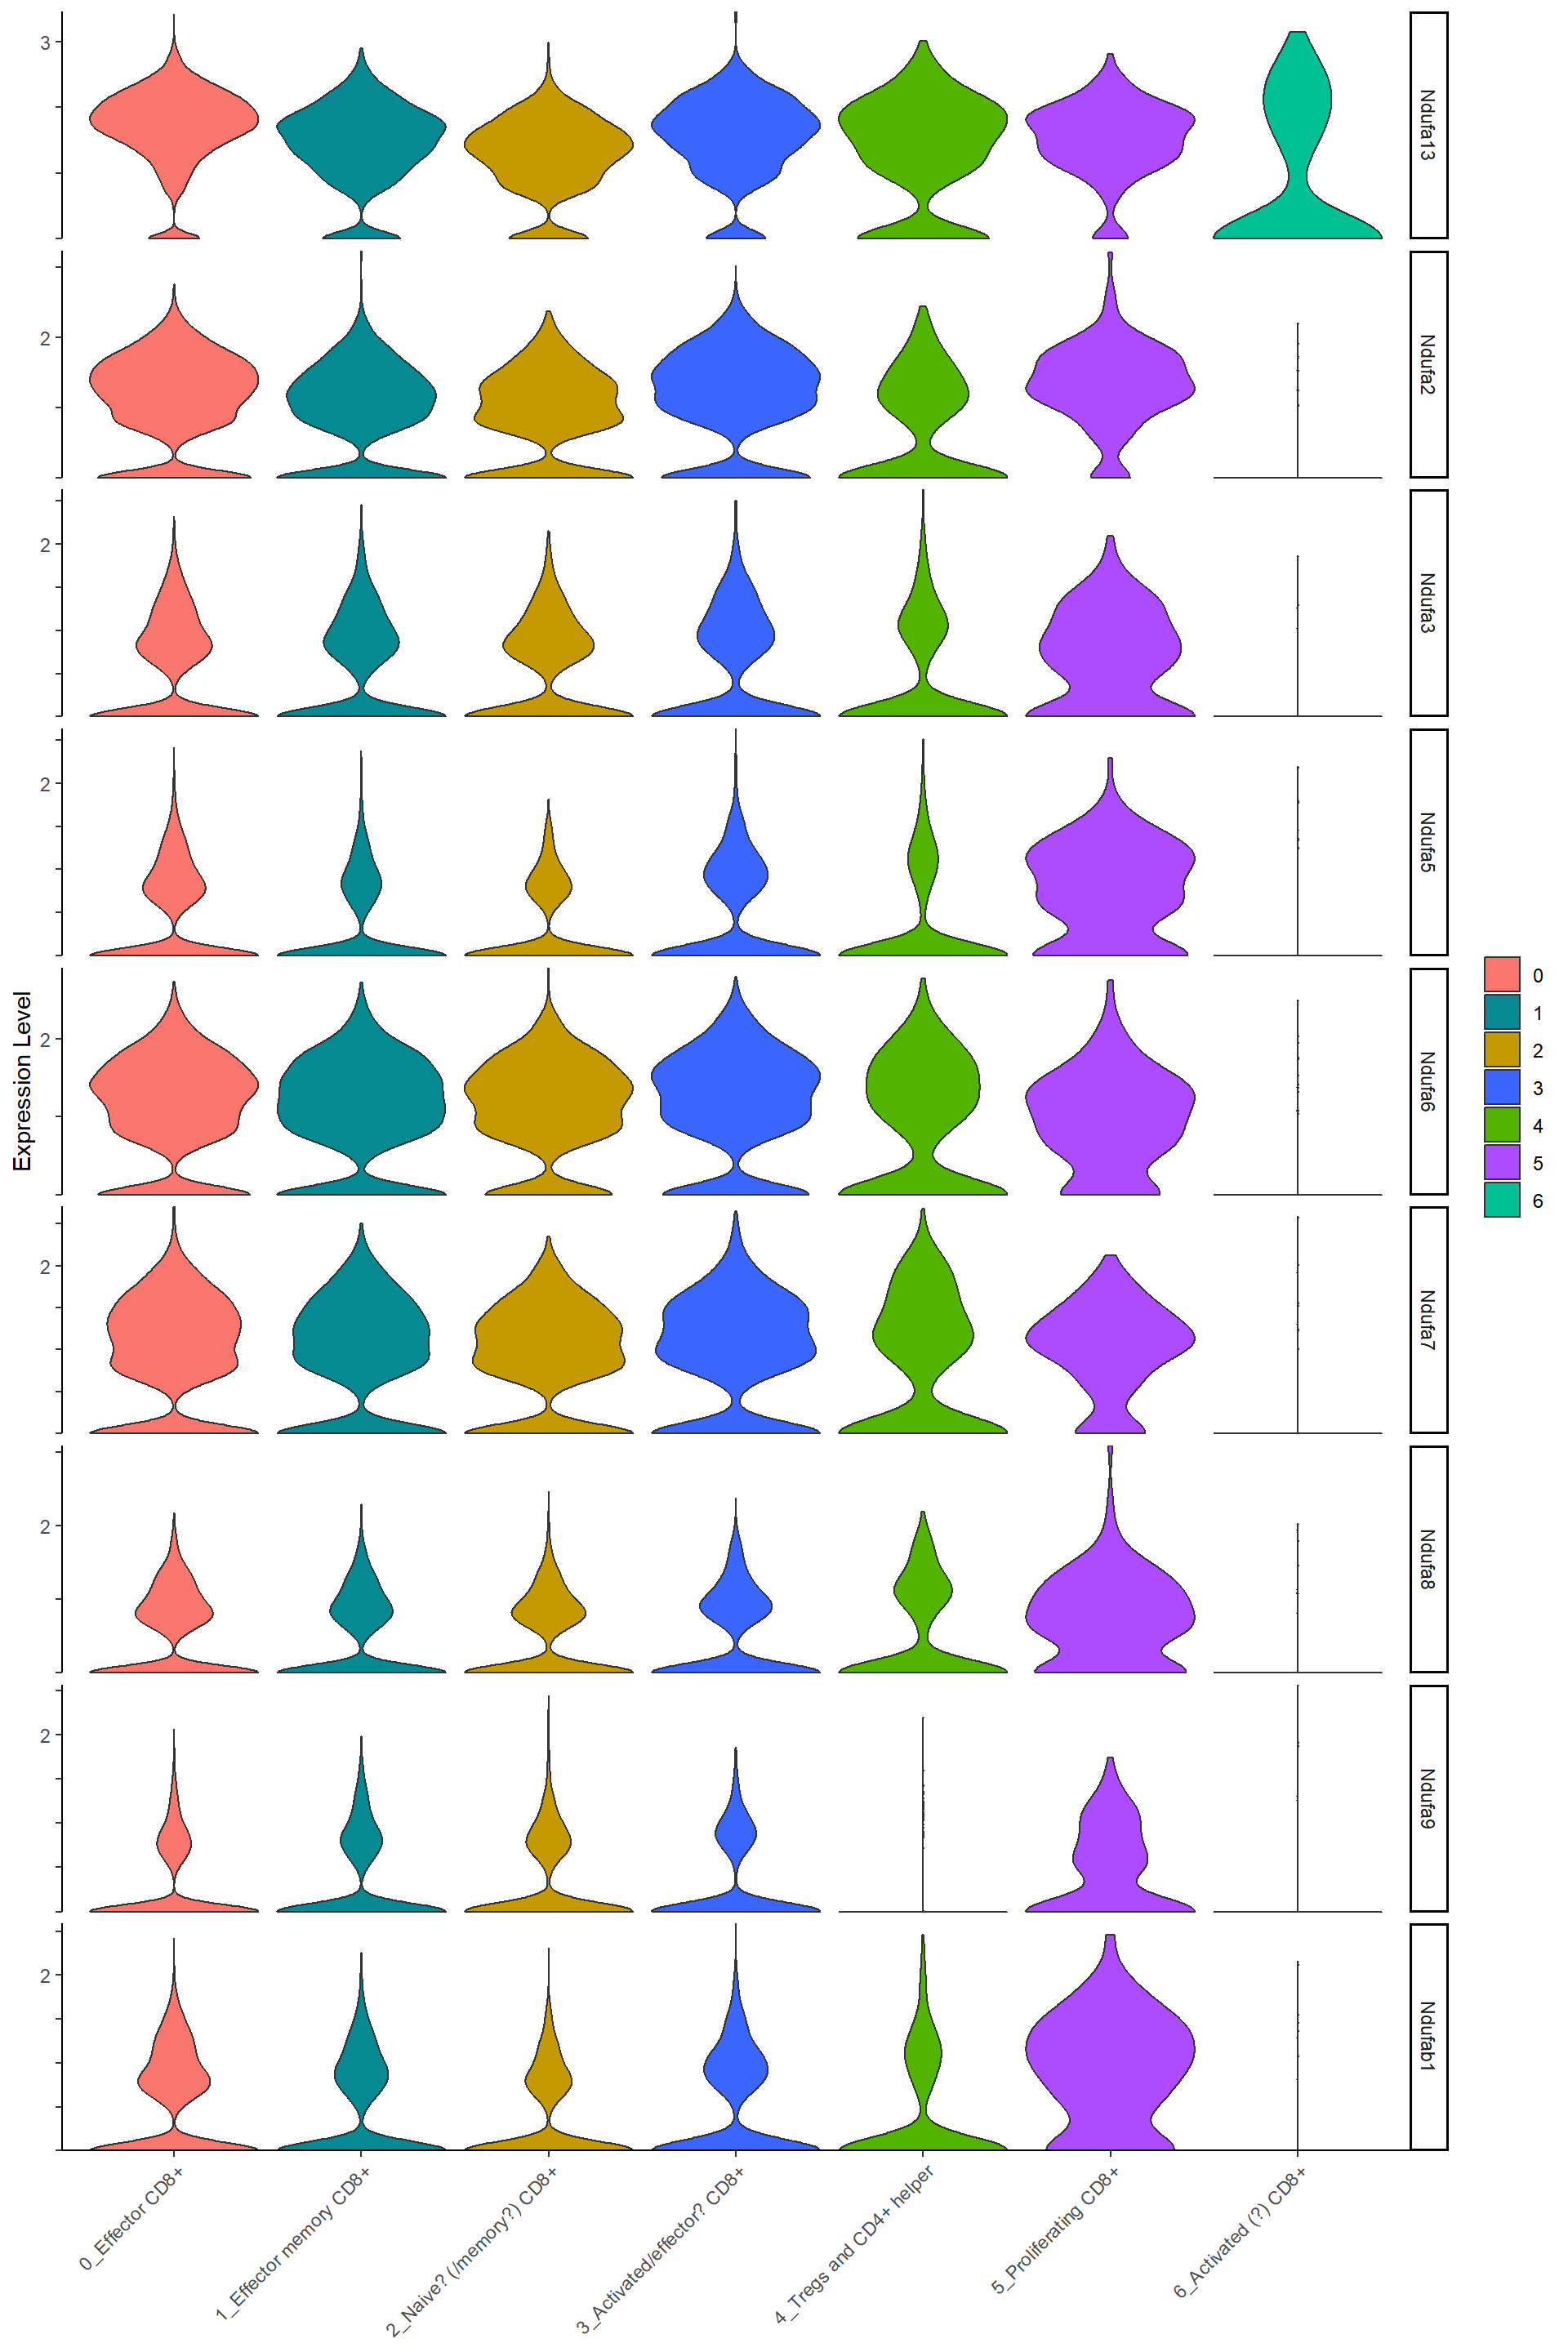 3
Ndufa13
2
Ndufa2
2
Ndufa3
2
Ndufa5
Expression Level
2
Ndufa6
2
Ndufa7
2
Ndufa8
2
Ndufa9
2
Ndufab1
0_Effector CD8+
1_Effector memory CD8+
2_Naive? (/memory?) CD8+
3_Activated/effector? CD8+
4_Tregs and CD4+ helper
5_Proliferating CD8+
6_Activated (?) CD8+
0
1
2
3
4
5
6